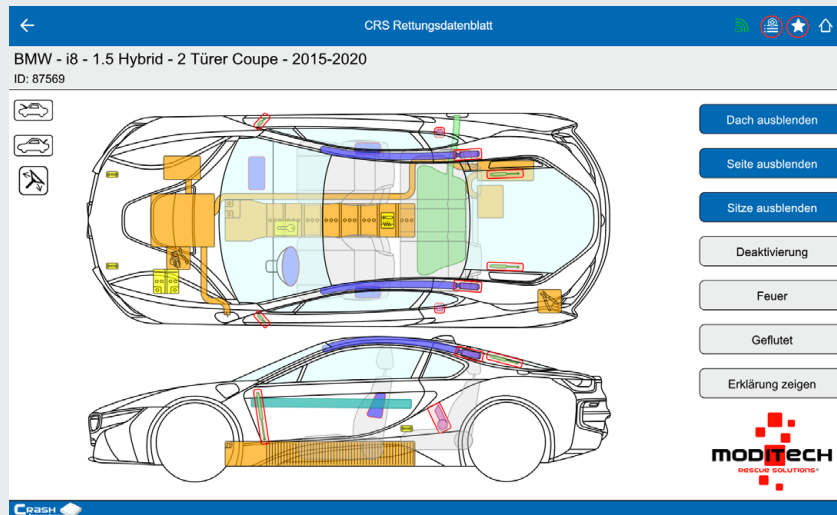 CRS Rettungsdatenblatt
BMW - i8 - 1.5 Hybrid - 2 Türer Coupe - 2015-2020
ID: 87569
Dach ausblenden
Seite ausblenden
Sitze ausblenden
Deaktivierung
Feuer
Geflutet
Erklärung zeigen
MODITECH
RESCUE SOLUTIONS
CRASH